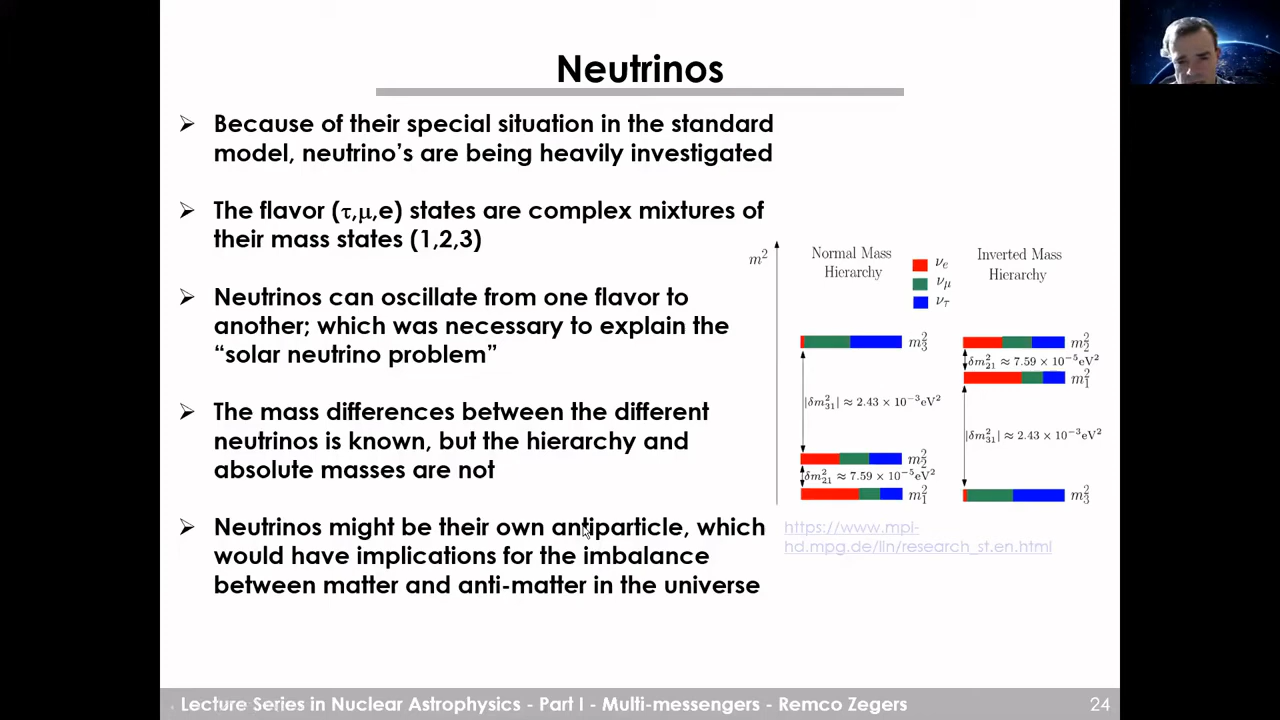 Neutrinos
Because of their special situation in the standard
model, neutrino's are being heavily investigated
The flavor (τ,μ,e) states are complex mixtures of
their mass states (1,2,3)
Neutrinos can oscillate from one flavor to
another; which was necessary to explain the
“solar neutrino problem”
The mass differences between the different
neutrinos is known, but the hierarchy and
absolute masses are not
Neutrinos might be their own antiparticle, which
would have implications for the imbalance
between matter and anti-matter in the universe
m²
Normal Mass
Hierarchy
νₑ
ν_μ
ν_τ
Inverted Mass
Hierarchy
m₃²
|δm₃₁²| ≈ 2.43 × 10⁻³eV²
m₂²
δm₂₁² ≈ 7.59 × 10⁻⁵eV²
m₁²
m₂²
δm₂₁² ≈ 7.59 × 10⁻⁵eV²
m₁²
|δm₃₁²| ≈ 2.43 × 10⁻³eV²
m₃²
https://www.mpi-
hd.mpg.de/lin/research_st.en.html
Lecture Series in Nuclear Astrophysics - Part I - Multi-messengers - Remco Zegers
24